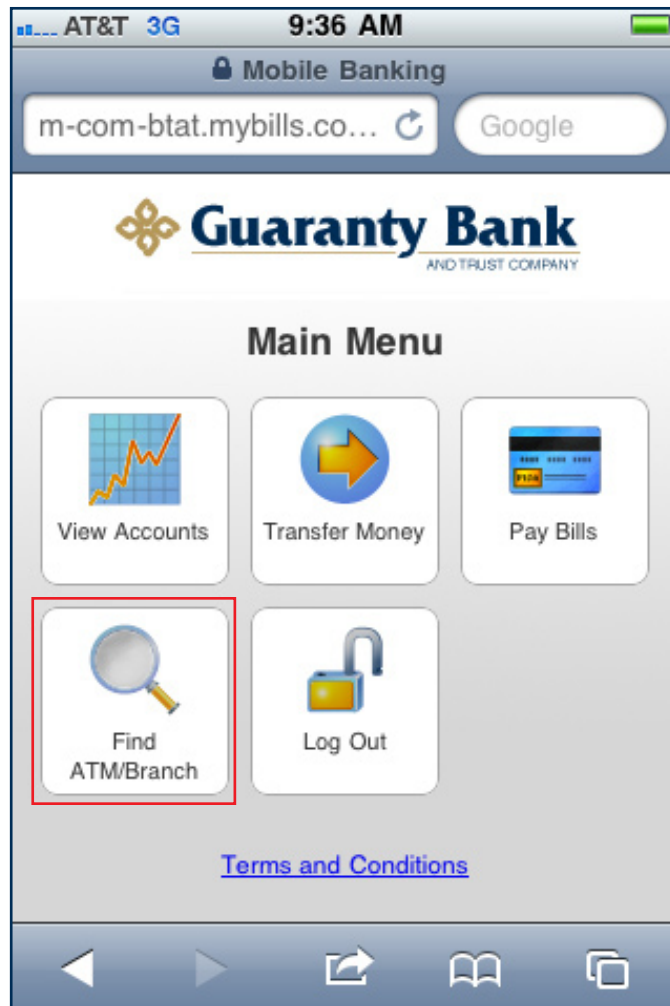 AT&T 3G 9:36 AM
Mobile Banking
m-com-btat.mybills.co... Google
Guaranty Bank
AND TRUST COMPANY
Main Menu
View Accounts Transfer Money Pay Bills
Find
ATM/Branch
Log Out
Terms and Conditions